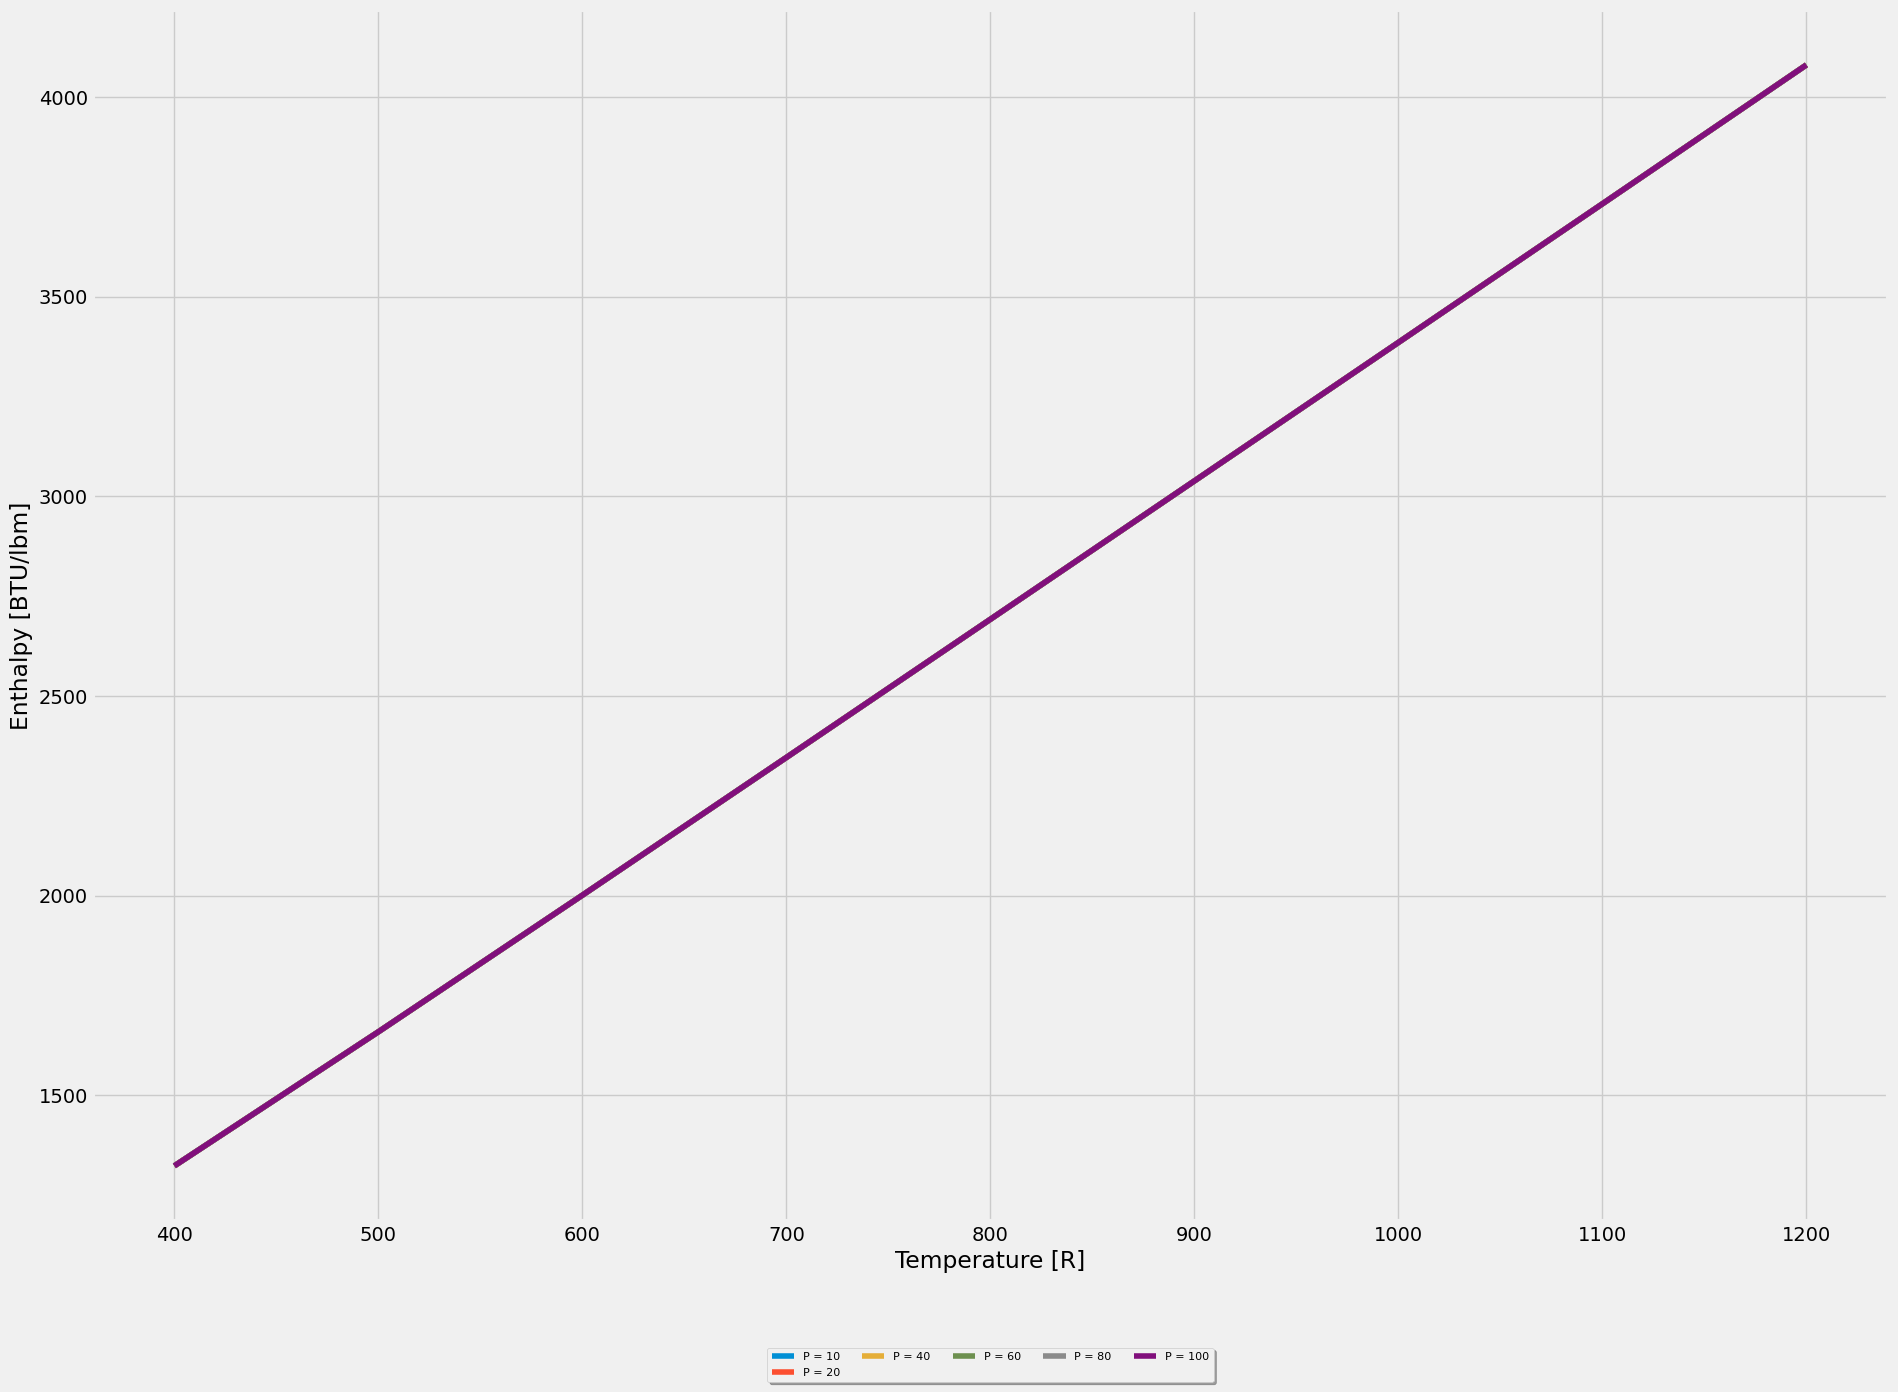 4000
3500
3000
2500
2000
1500
Enthalpy [BTU/lbm]
400 500 600 700 800 900 1000 1100 1200
Temperature [R]
P = 10 P = 40 P = 60 P = 80 P = 100
P = 20